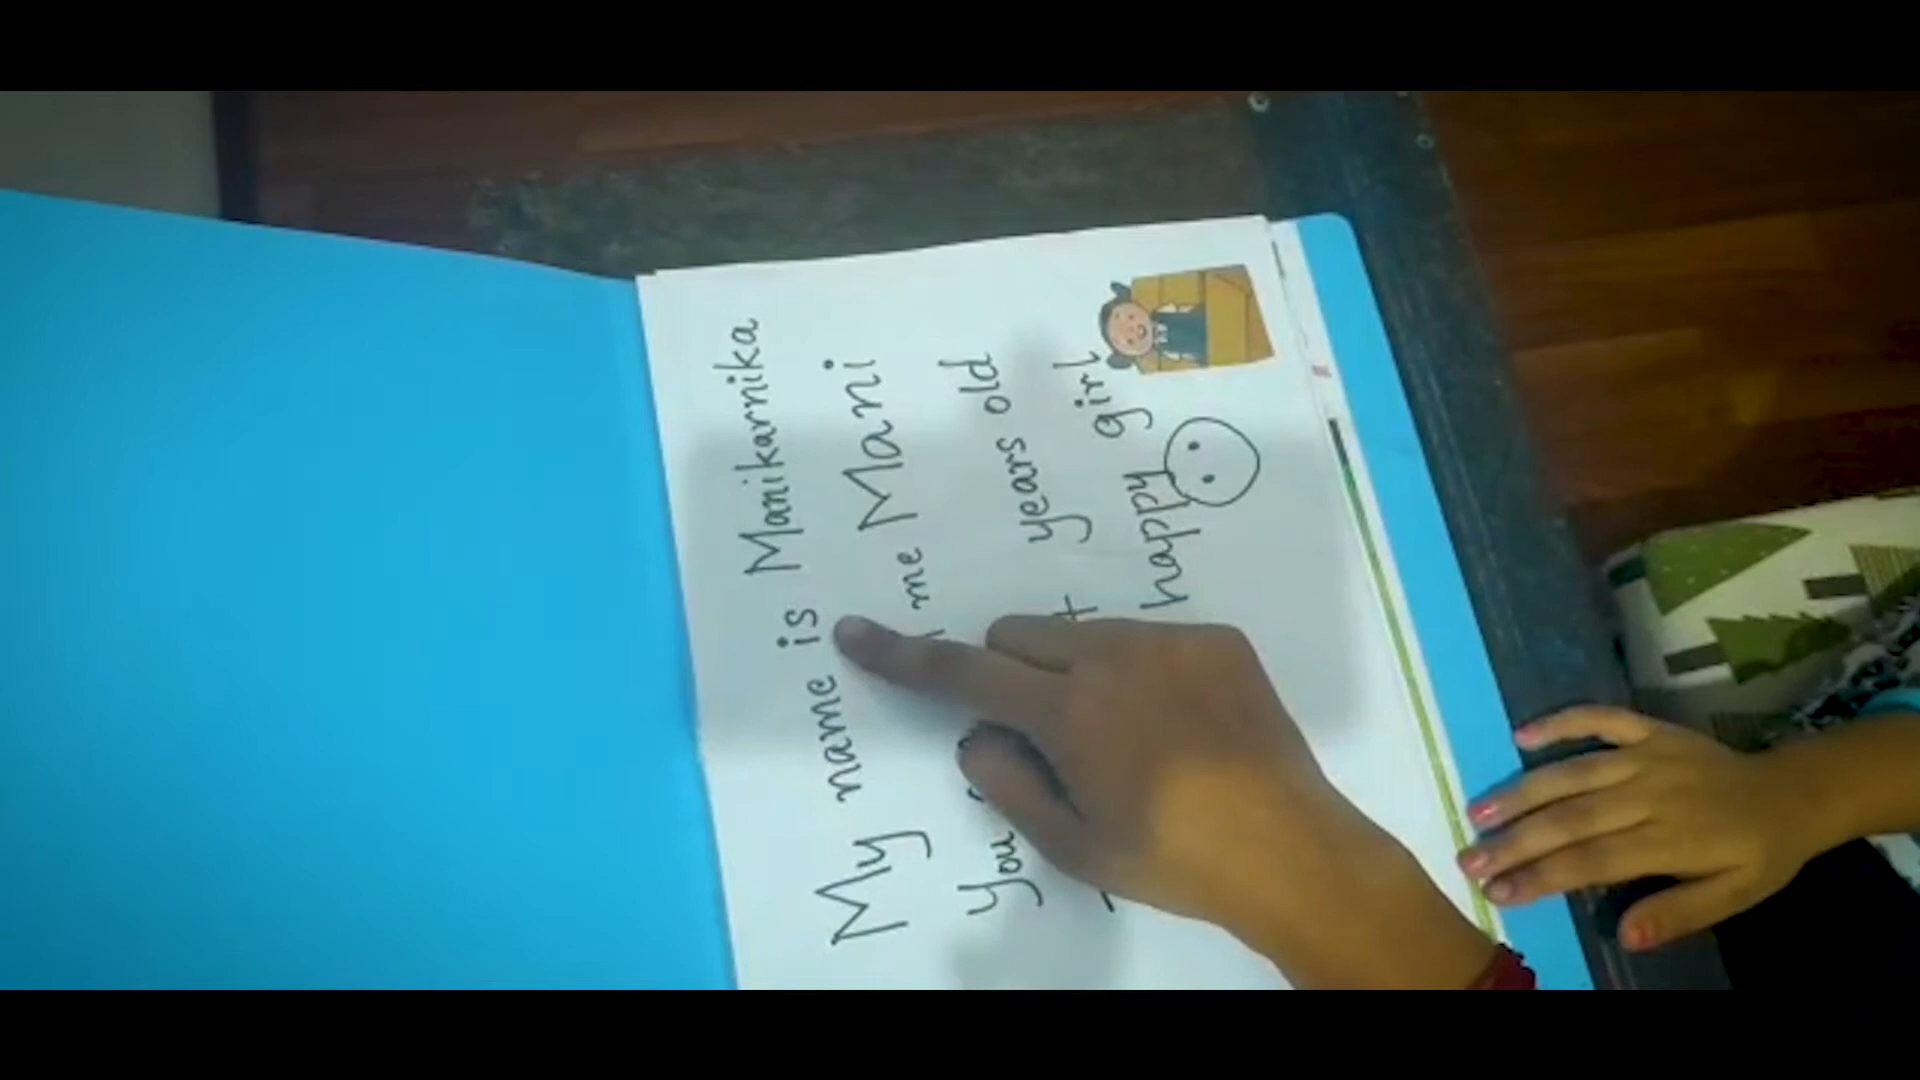 My name is Manikarnika
You me Mani
years old
happy girl